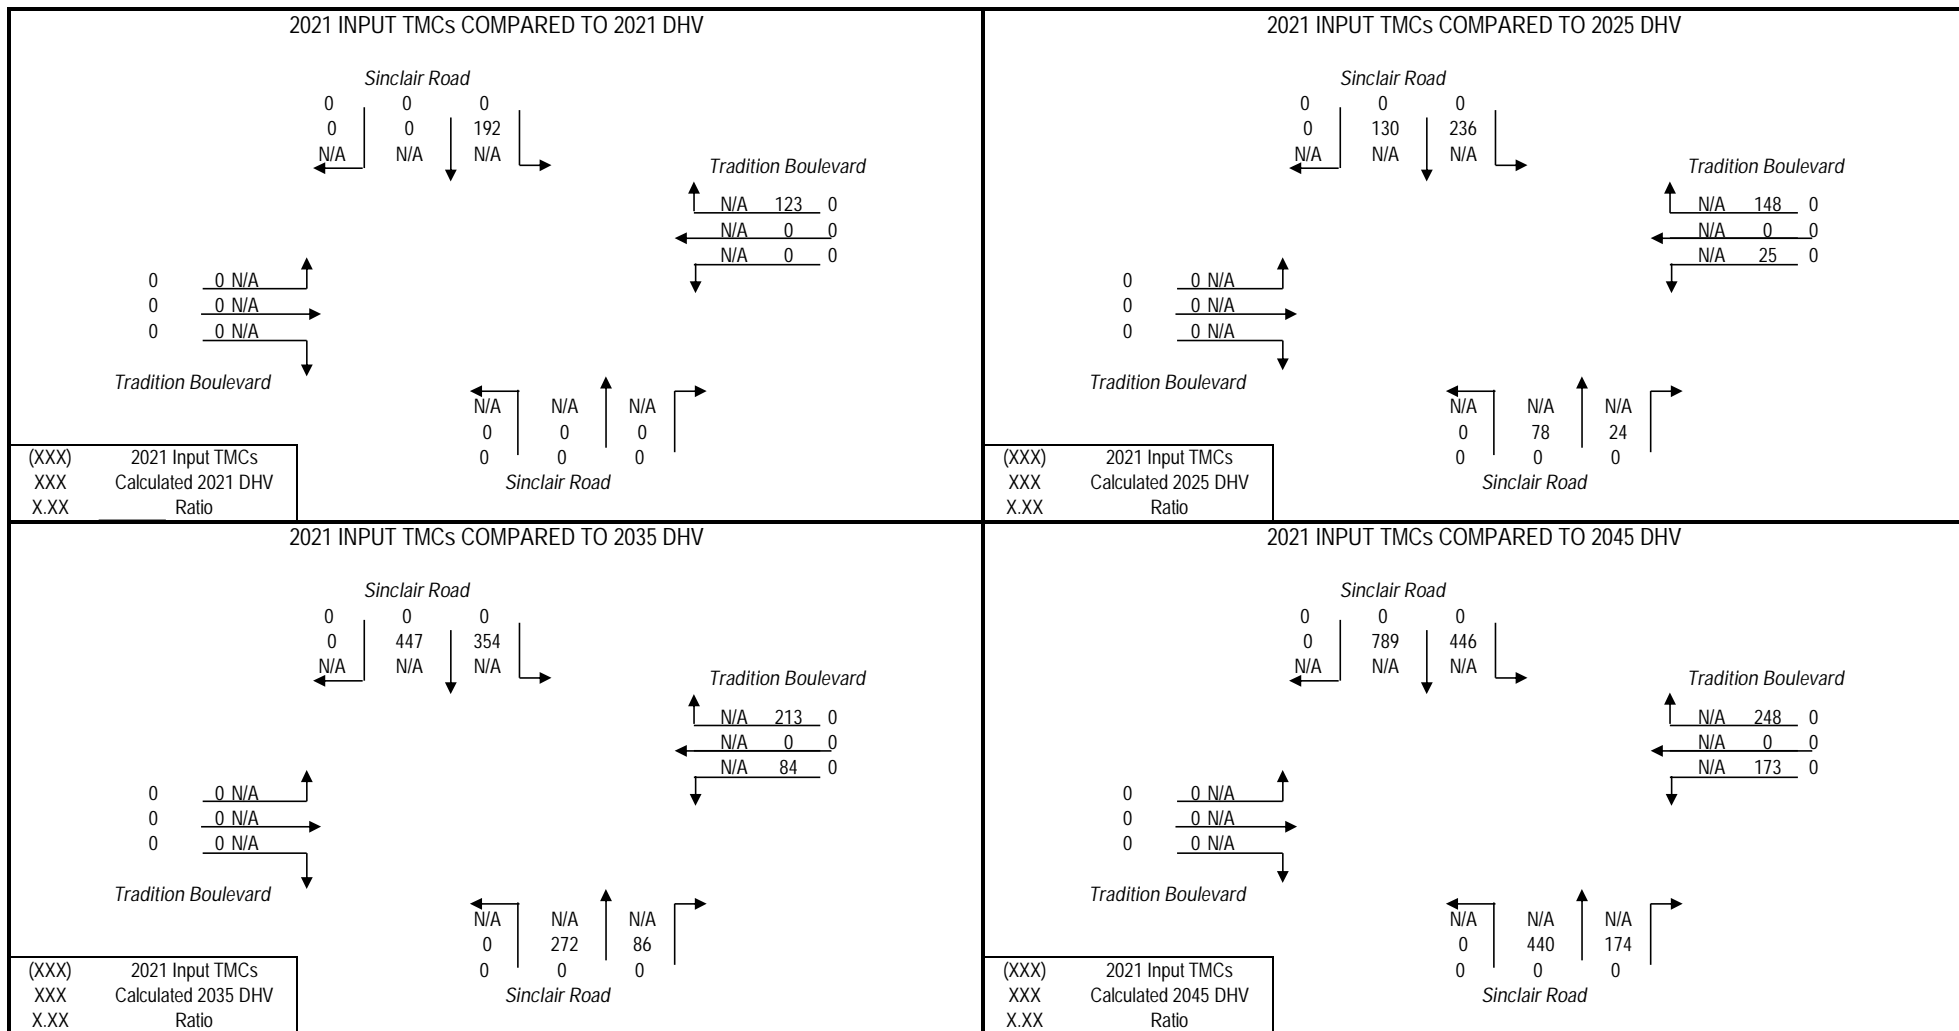 2021 INPUT TMCs COMPARED TO 2021 DHV
Sinclair Road
0 0 0
0 0 192
N/A N/A N/A
Tradition Boulevard
N/A 123 0
N/A 0 0
N/A 0 0
0 0 N/A
0 0 N/A
0 0 N/A
Tradition Boulevard
N/A N/A N/A
0 0 0
0 0 0
Sinclair Road
(XXX) 2021 Input TMCs
XXX Calculated 2021 DHV
X.XX Ratio
2021 INPUT TMCs COMPARED TO 2025 DHV
Sinclair Road
0 0 0
0 130 236
N/A N/A N/A
Tradition Boulevard
N/A 148 0
N/A 0 0
N/A 25 0
0 0 N/A
0 0 N/A
0 0 N/A
Tradition Boulevard
N/A N/A N/A
0 78 24
0 0 0
Sinclair Road
(XXX) 2021 Input TMCs
XXX Calculated 2025 DHV
X.XX Ratio
2021 INPUT TMCs COMPARED TO 2035 DHV
Sinclair Road
0 0 0
0 447 354
N/A N/A N/A
Tradition Boulevard
N/A 213 0
N/A 0 0
N/A 84 0
0 0 N/A
0 0 N/A
0 0 N/A
Tradition Boulevard
N/A N/A N/A
0 272 86
0 0 0
Sinclair Road
(XXX) 2021 Input TMCs
XXX Calculated 2035 DHV
X.XX Ratio
2021 INPUT TMCs COMPARED TO 2045 DHV
Sinclair Road
0 0 0
0 789 446
N/A N/A N/A
Tradition Boulevard
N/A 248 0
N/A 0 0
N/A 173 0
0 0 N/A
0 0 N/A
0 0 N/A
Tradition Boulevard
N/A N/A N/A
0 440 174
0 0 0
Sinclair Road
(XXX) 2021 Input TMCs
XXX Calculated 2045 DHV
X.XX Ratio